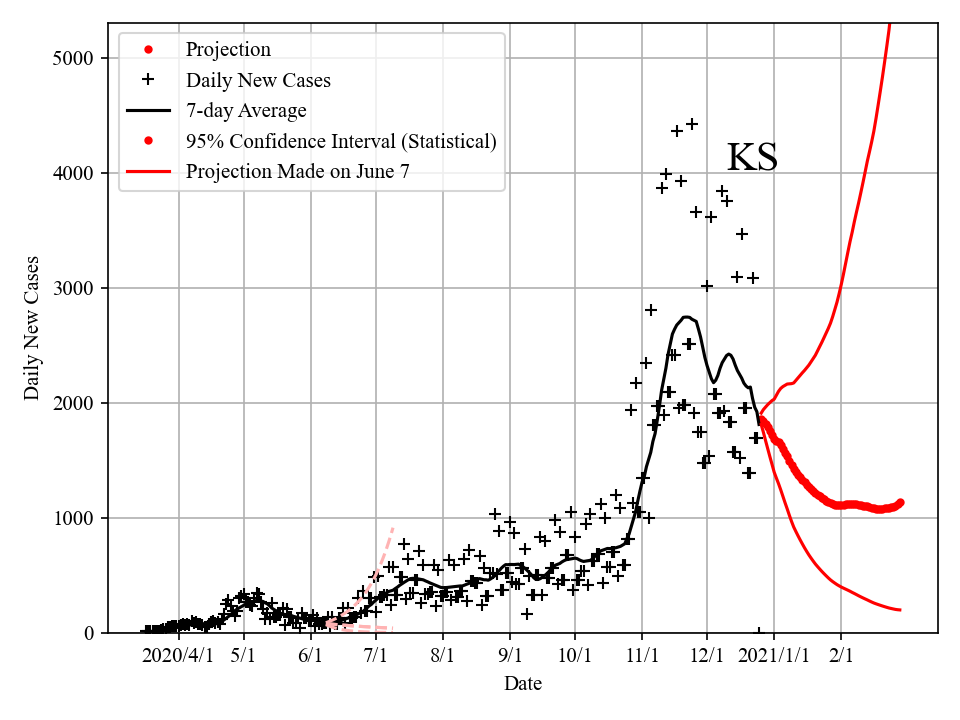 Projection
Daily New Cases
7-day Average
95% Confidence Interval (Statistical)
Projection Made on June 7
KS
5000
4000
3000
2000
1000
0
Daily New Cases
2020/4/1 5/1 6/1 7/1 8/1 9/1 10/1 11/1 12/1 2021/1/1 2/1
Date